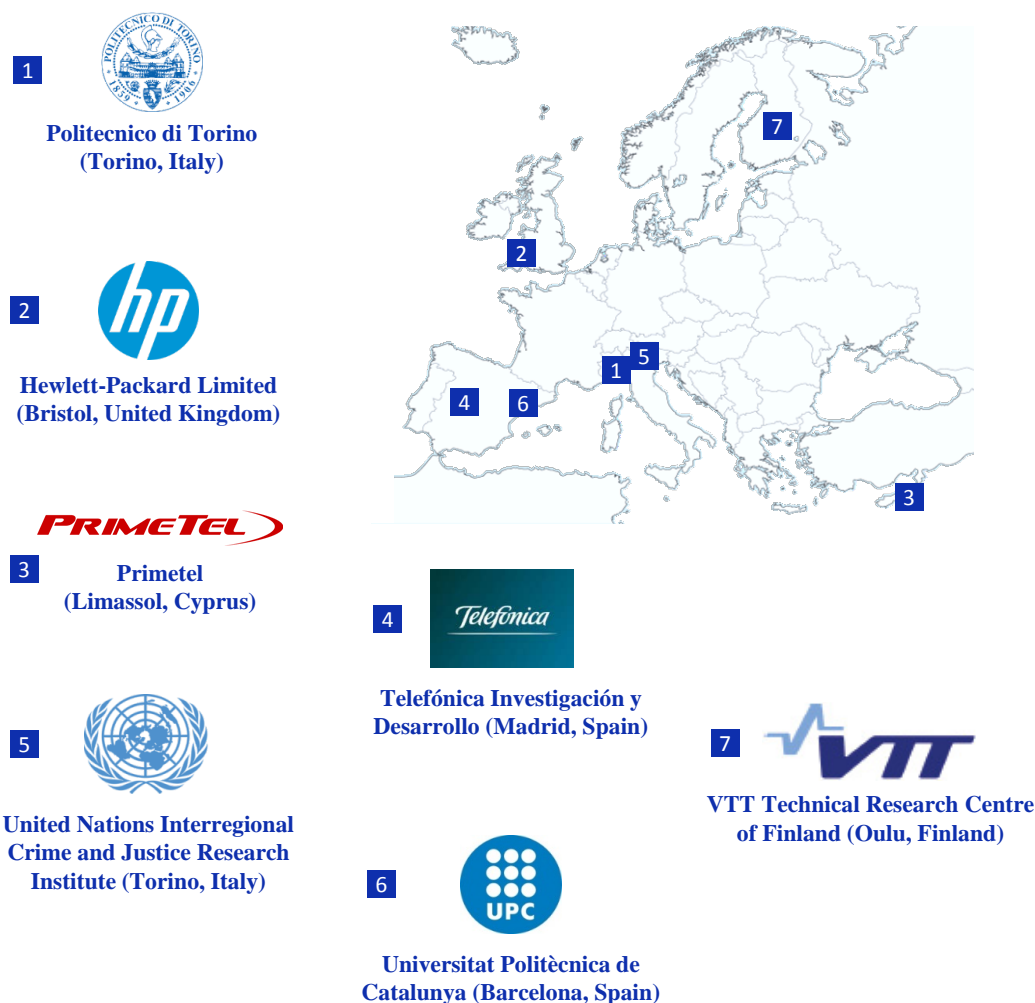 1
POLITECNICO DI TORINO
1859 1906
Politecnico di Torino
(Torino, Italy)
2
hp
Hewlett-Packard Limited
(Bristol, United Kingdom)
7
2
5
1
4
6
3
3
PRIMETEL
Primetel
(Limassol, Cyprus)
4
Telefónica
Telefónica Investigación y
Desarrollo (Madrid, Spain)
5
United Nations Interregional
Crime and Justice Research
Institute (Torino, Italy)
7
VTT
VTT Technical Research Centre
of Finland (Oulu, Finland)
6
UPC
Universitat Politècnica de
Catalunya (Barcelona, Spain)